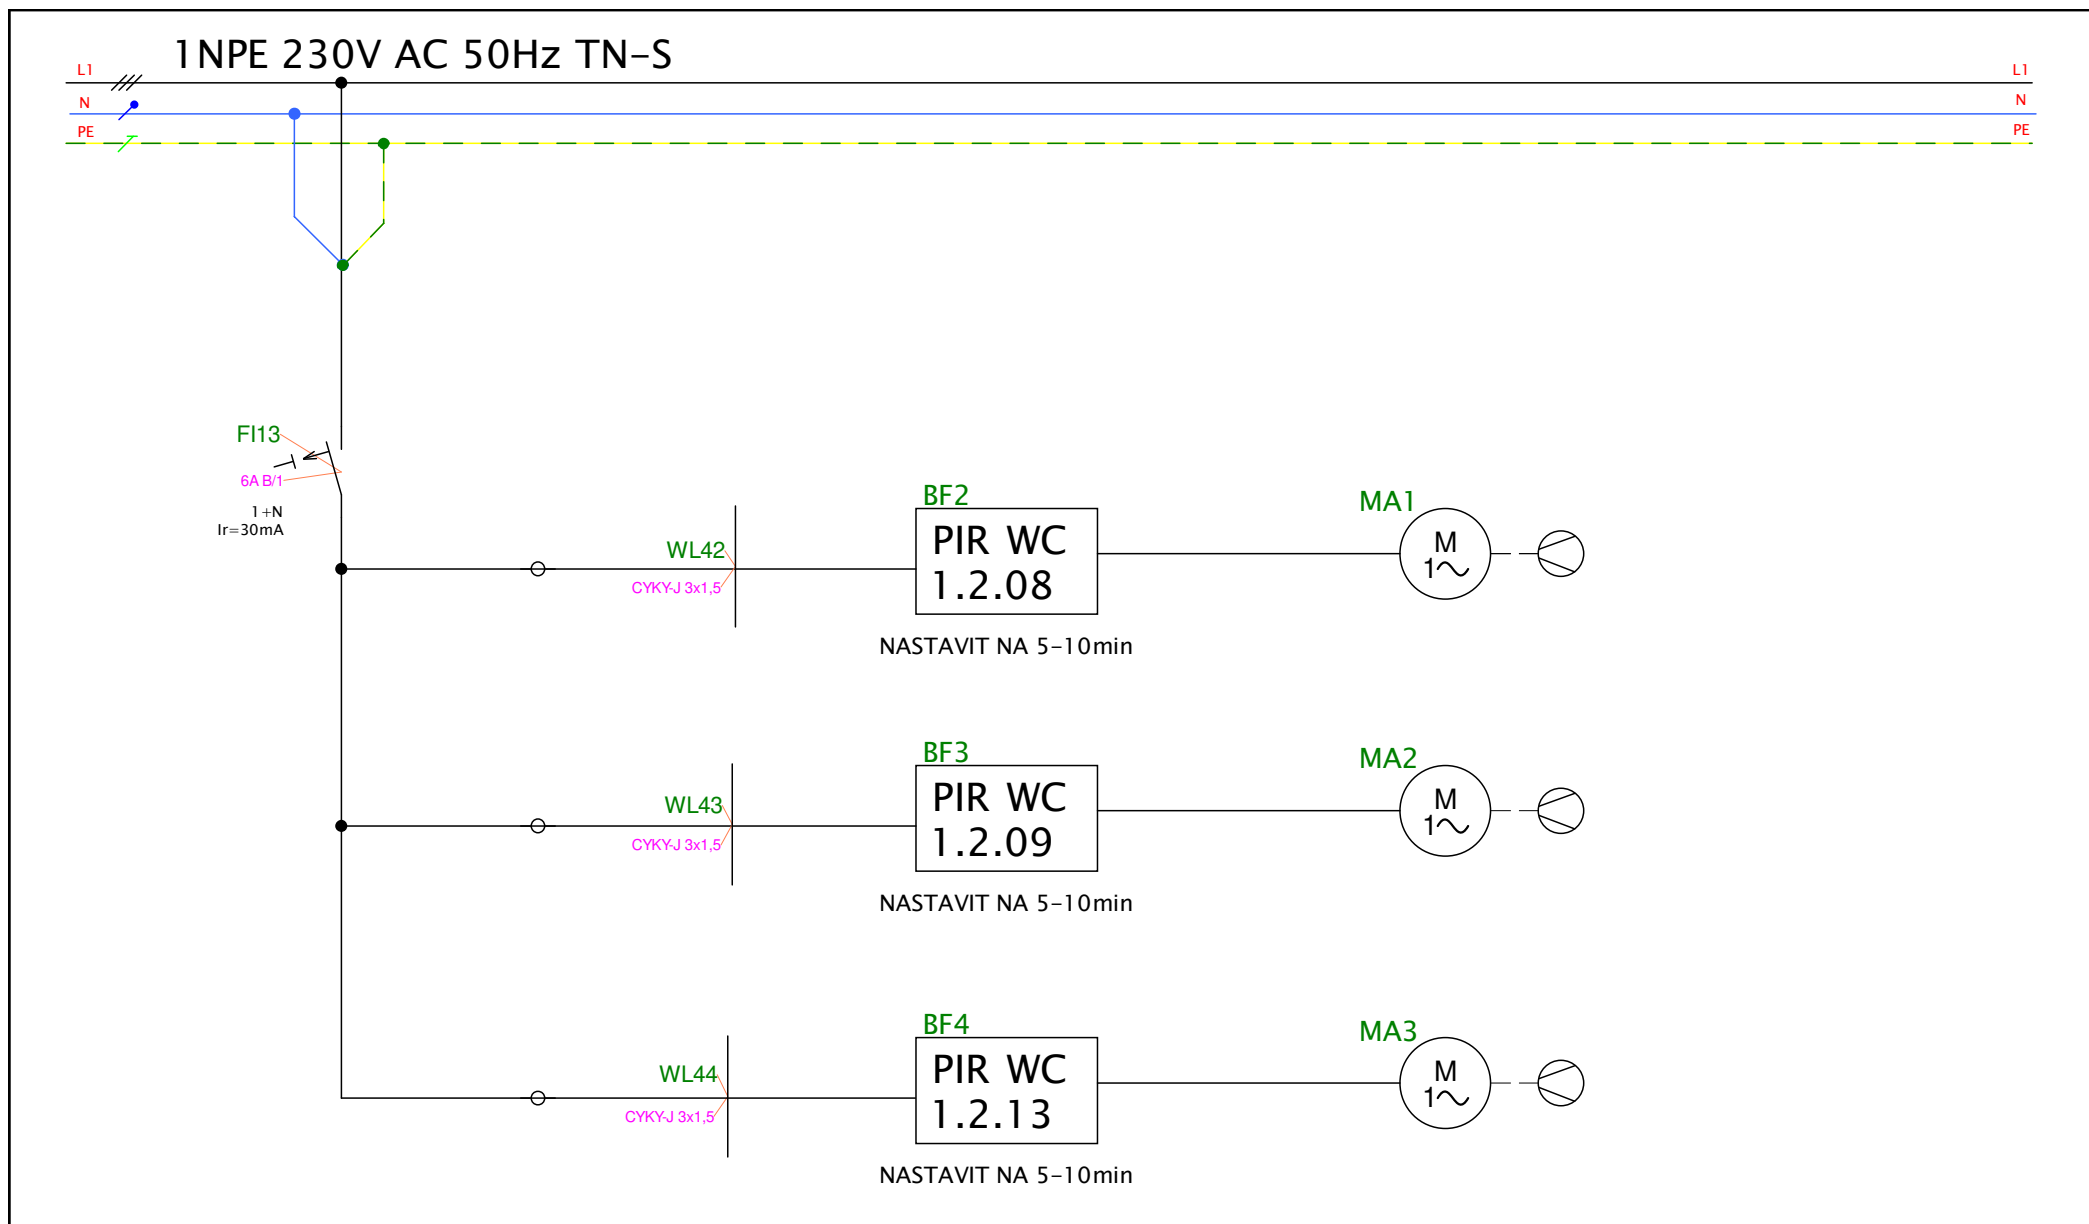 1NPE 230V AC 50Hz TN-S
L1
L1
N
N
PE
PE
FI13
6A B/1
1+N
Ir=30mA
BF2
MA1
WL42
CYKY-J 3x1,5
PIR WC
1.2.08
M
1~
NASTAVIT NA 5-10min
BF3
MA2
WL43
CYKY-J 3x1,5
PIR WC
1.2.09
M
1~
NASTAVIT NA 5-10min
BF4
MA3
WL44
CYKY-J 3x1,5
PIR WC
1.2.13
M
1~
NASTAVIT NA 5-10min